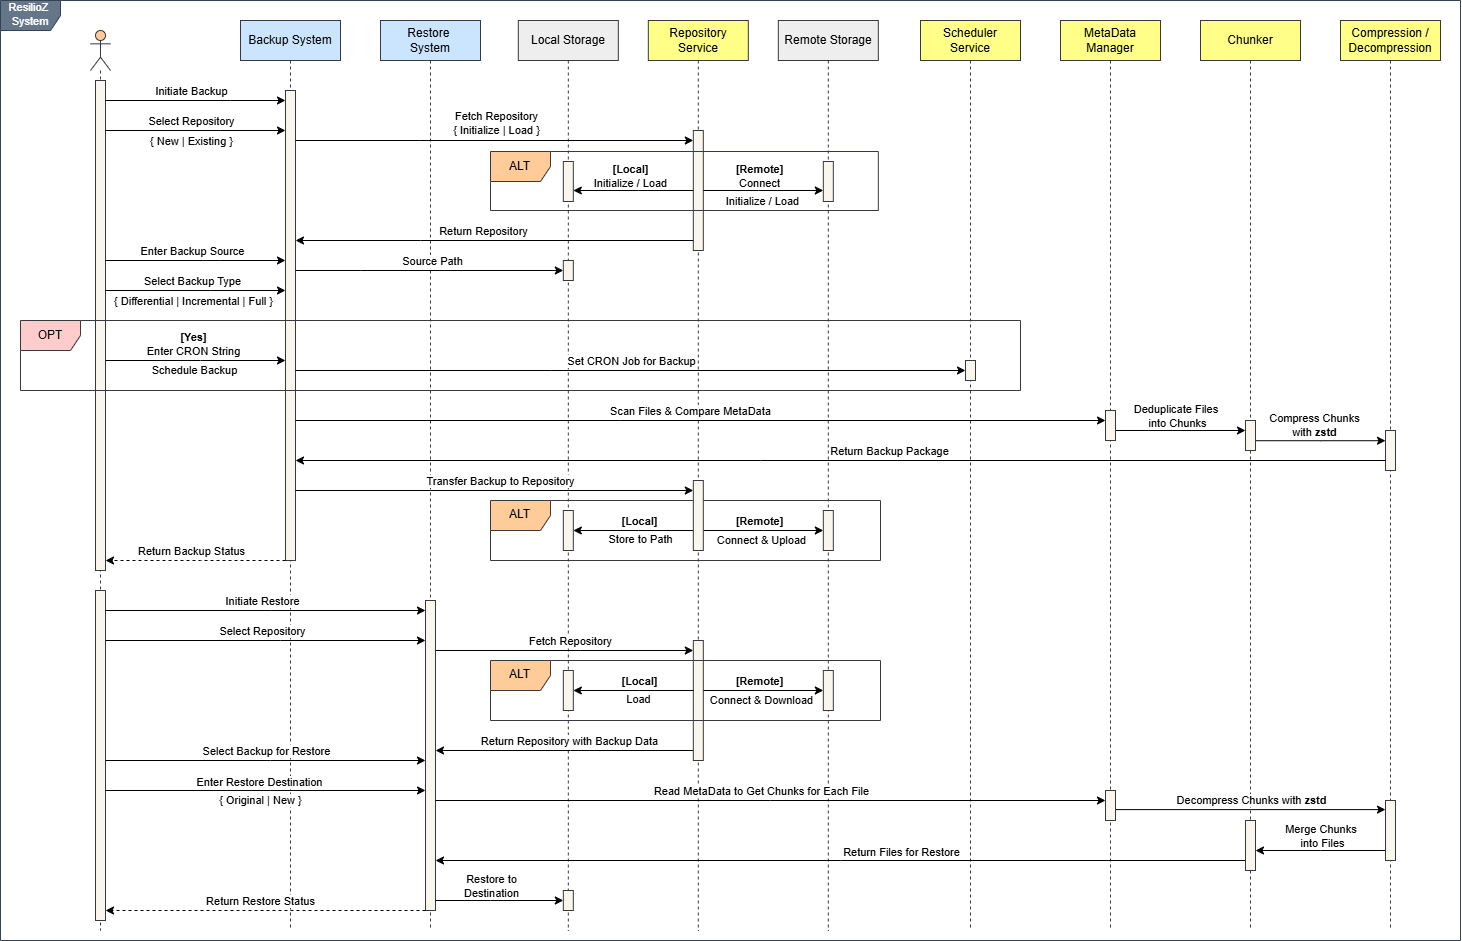 ResilioZ
System
Backup System
Restore
System
Local Storage
Repository
Service
Remote Storage
Scheduler
Service
MetaData
Manager
Chunker
Compression /
Decompression
Initiate Backup
Select Repository
{ New | Existing }
Fetch Repository
{ Initialize | Load }
ALT
[Local]
Initialize / Load
[Remote]
Connect
Initialize / Load
Return Repository
Enter Backup Source
Source Path
Select Backup Type
{ Differential | Incremental | Full }
OPT
[Yes]
Enter CRON String
Schedule Backup
Set CRON Job for Backup
Scan Files & Compare MetaData
Deduplicate Files
into Chunks
Compress Chunks
with zstd
Return Backup Package
Transfer Backup to Repository
ALT
[Local]
Store to Path
[Remote]
Connect & Upload
Return Backup Status
Initiate Restore
Select Repository
Fetch Repository
ALT
[Local]
Load
[Remote]
Connect & Download
Return Repository with Backup Data
Select Backup for Restore
Enter Restore Destination
{ Original | New }
Read MetaData to Get Chunks for Each File
Decompress Chunks with zstd
Merge Chunks
into Files
Return Files for Restore
Restore to
Destination
Return Restore Status